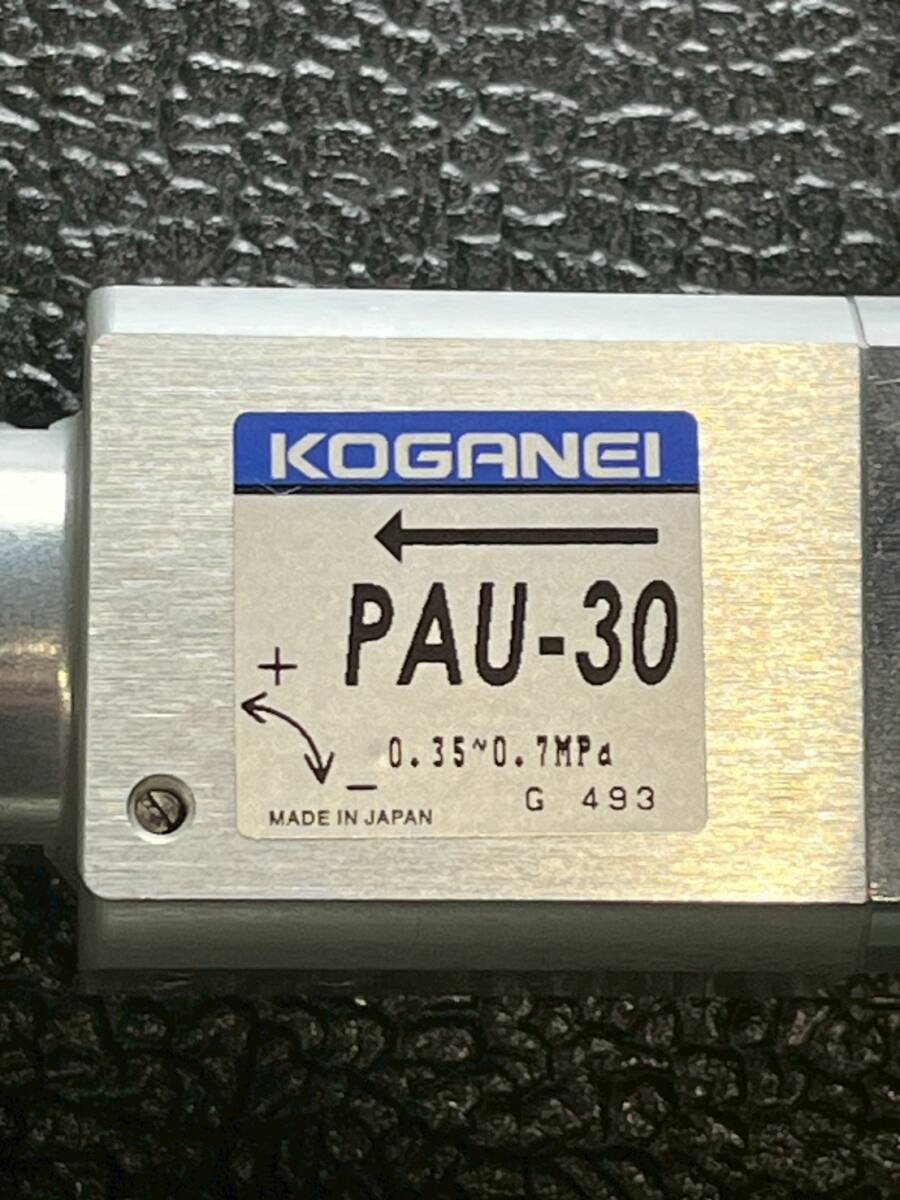 KOGANEI
PAU-30
+
0.35~0.7MPa
−
G 493
MADE IN JAPAN